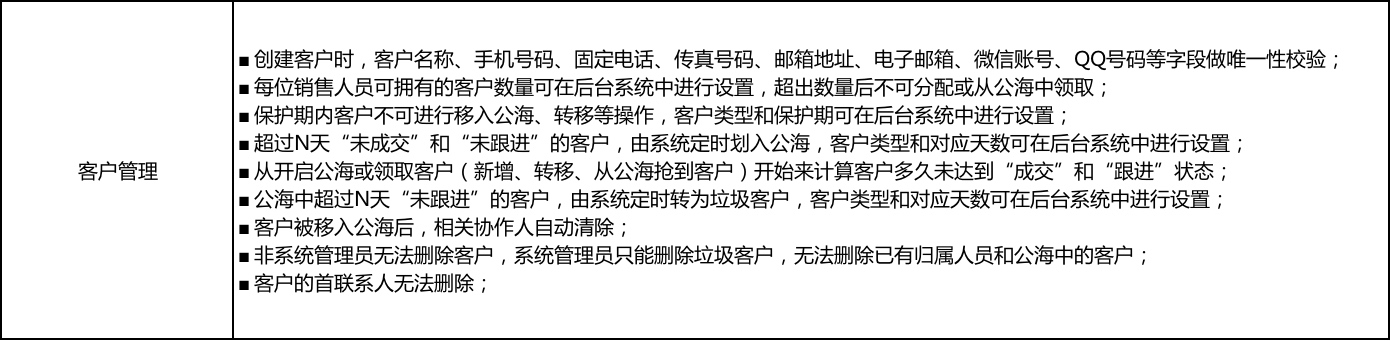 客户管理
■ 创建客户时，客户名称、手机号码、固定电话、传真号码、邮箱地址、电子邮箱、微信账号、QQ号码等字段做唯一性校验；
■ 每位销售人员可拥有的客户数量可在后台系统中进行设置，超出数量后不可分配或从公海中领取；
■ 保护期内客户不可进行移入公海、转移等操作，客户类型和保护期可在后台系统中进行设置；
■ 超过N天“未成交”和“未跟进”的客户，由系统定时划入公海，客户类型和对应天数可在后台系统中进行设置；
■ 从开启公海或领取客户（新增、转移、从公海抢到客户）开始来计算客户多久未达到“成交”和“跟进”状态；
■ 公海中超过N天“未跟进”的客户，由系统定时转为垃圾客户，客户类型和对应天数可在后台系统中进行设置；
■ 客户被移入公海后，相关协作人自动清除；
■ 非系统管理员无法删除客户，系统管理员只能删除垃圾客户，无法删除已有归属人员和公海中的客户；
■ 客户的首联系人无法删除；